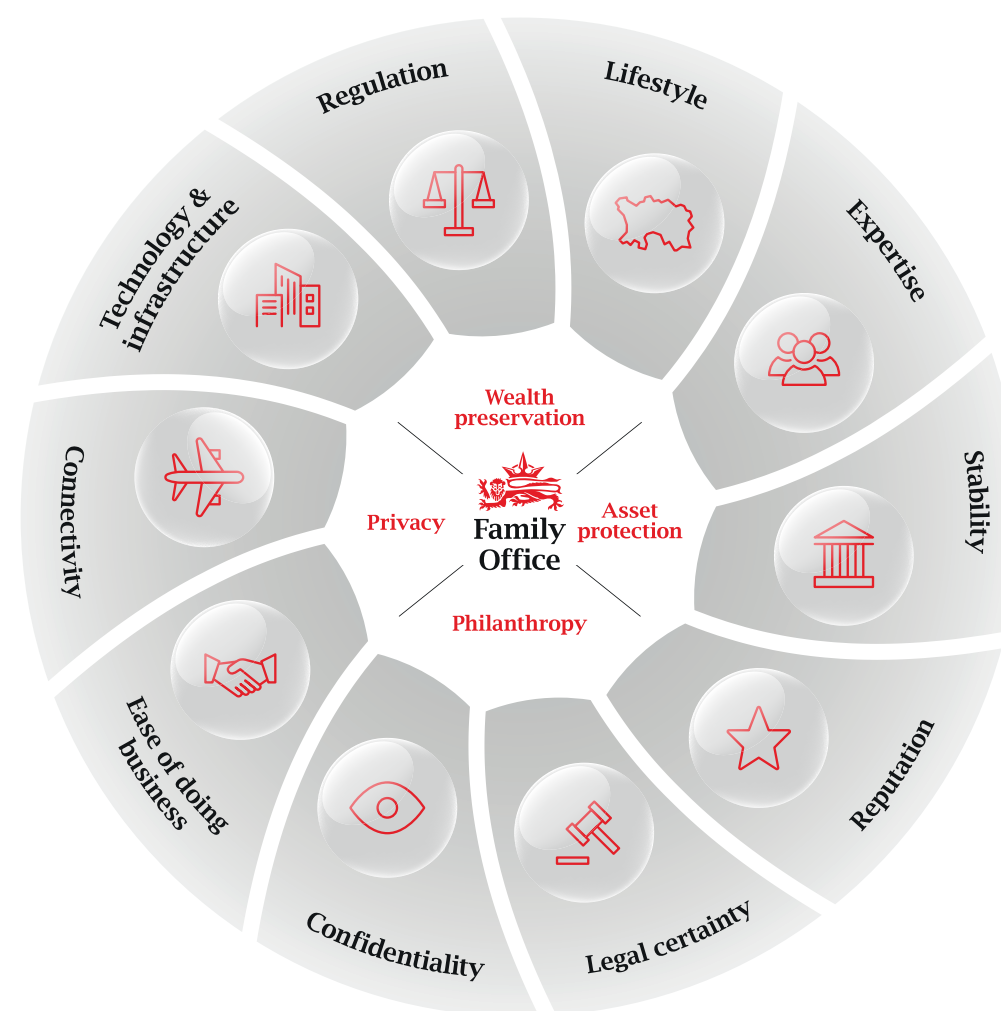 Regulation
Lifestyle
Expertise
Stability
Reputation
Legal certainty
Confidentiality
Ease of doing
business
Connectivity
Technology &
infrastructure
Wealth
preservation
Asset
protection
Philanthropy
Privacy
Family
Office